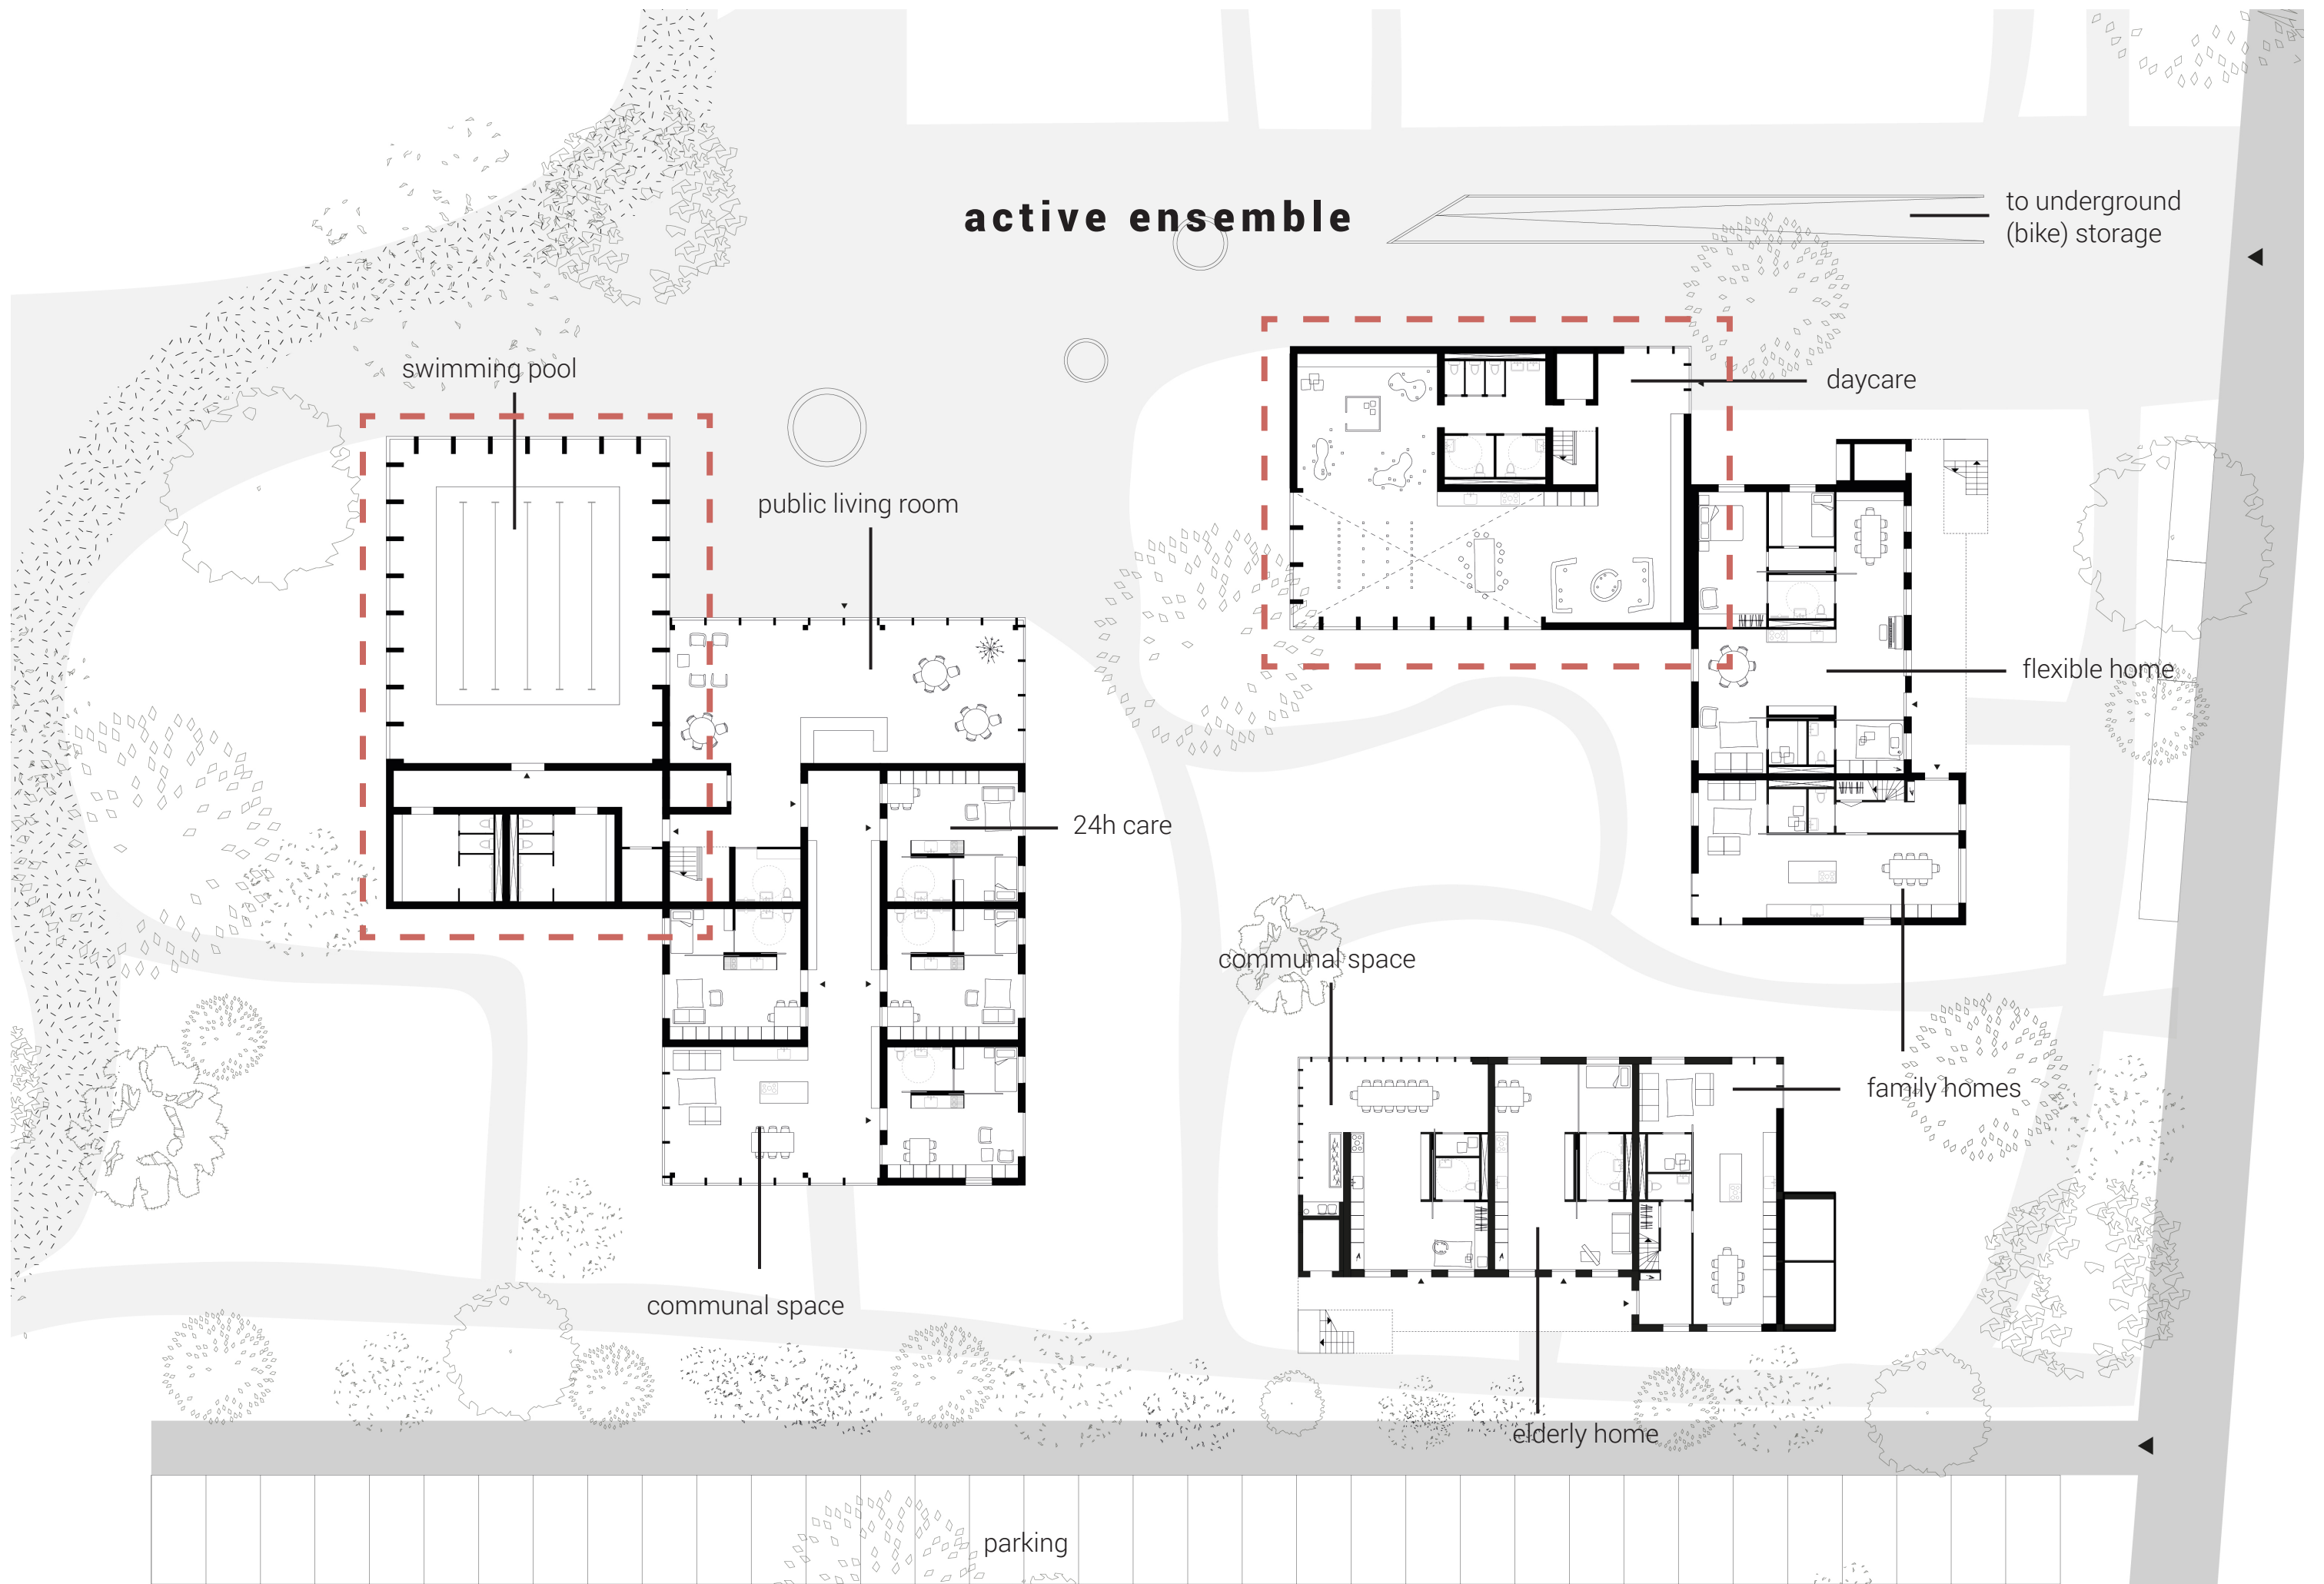 active ensemble
to underground
(bike) storage
swimming pool
daycare
public living room
flexible home
24h care
communal space
family homes
communal space
elderly home
parking